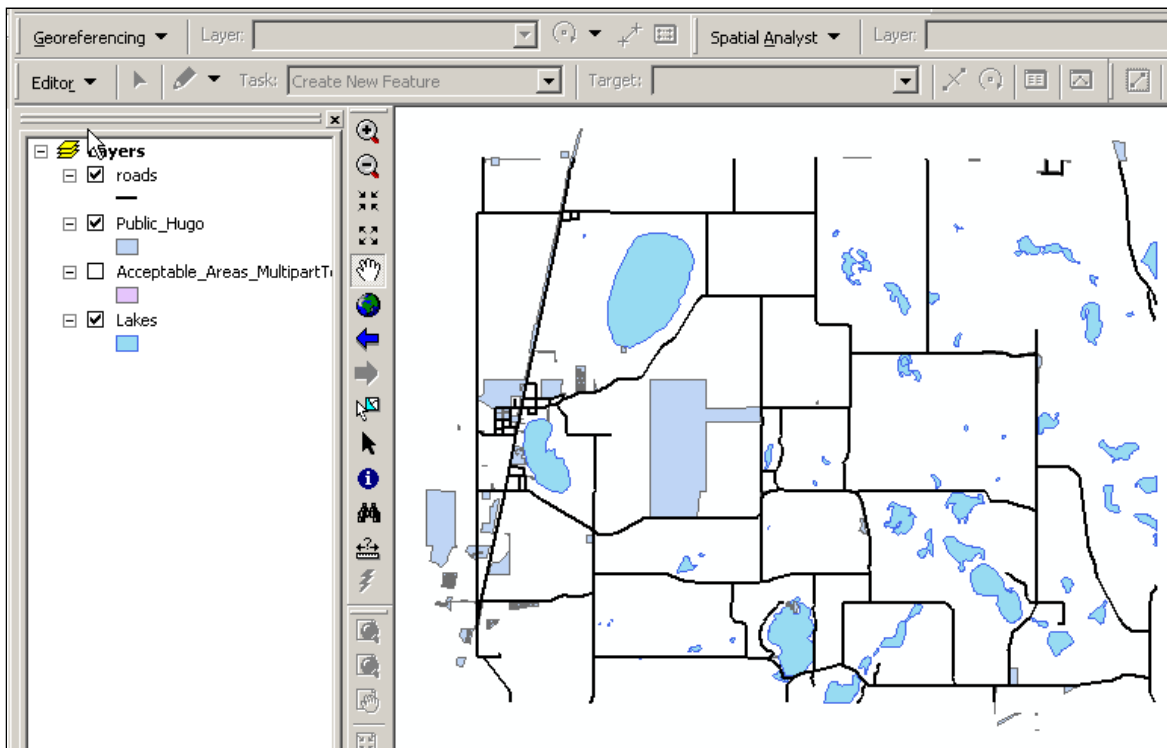 Georeferencing Layer: Spatial Analyst Layer:
Editor Task: Create New Feature Target:
Layers
roads
Public_Hugo
Acceptable_Areas_MultipartT
Lakes